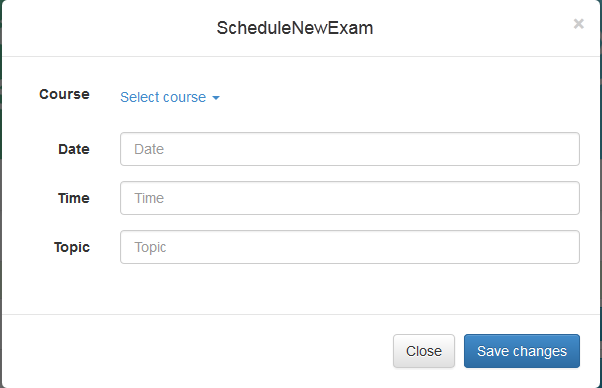 ScheduleNewExam
×
Course Select course
Date Date
Time Time
Topic Topic
Close Save changes